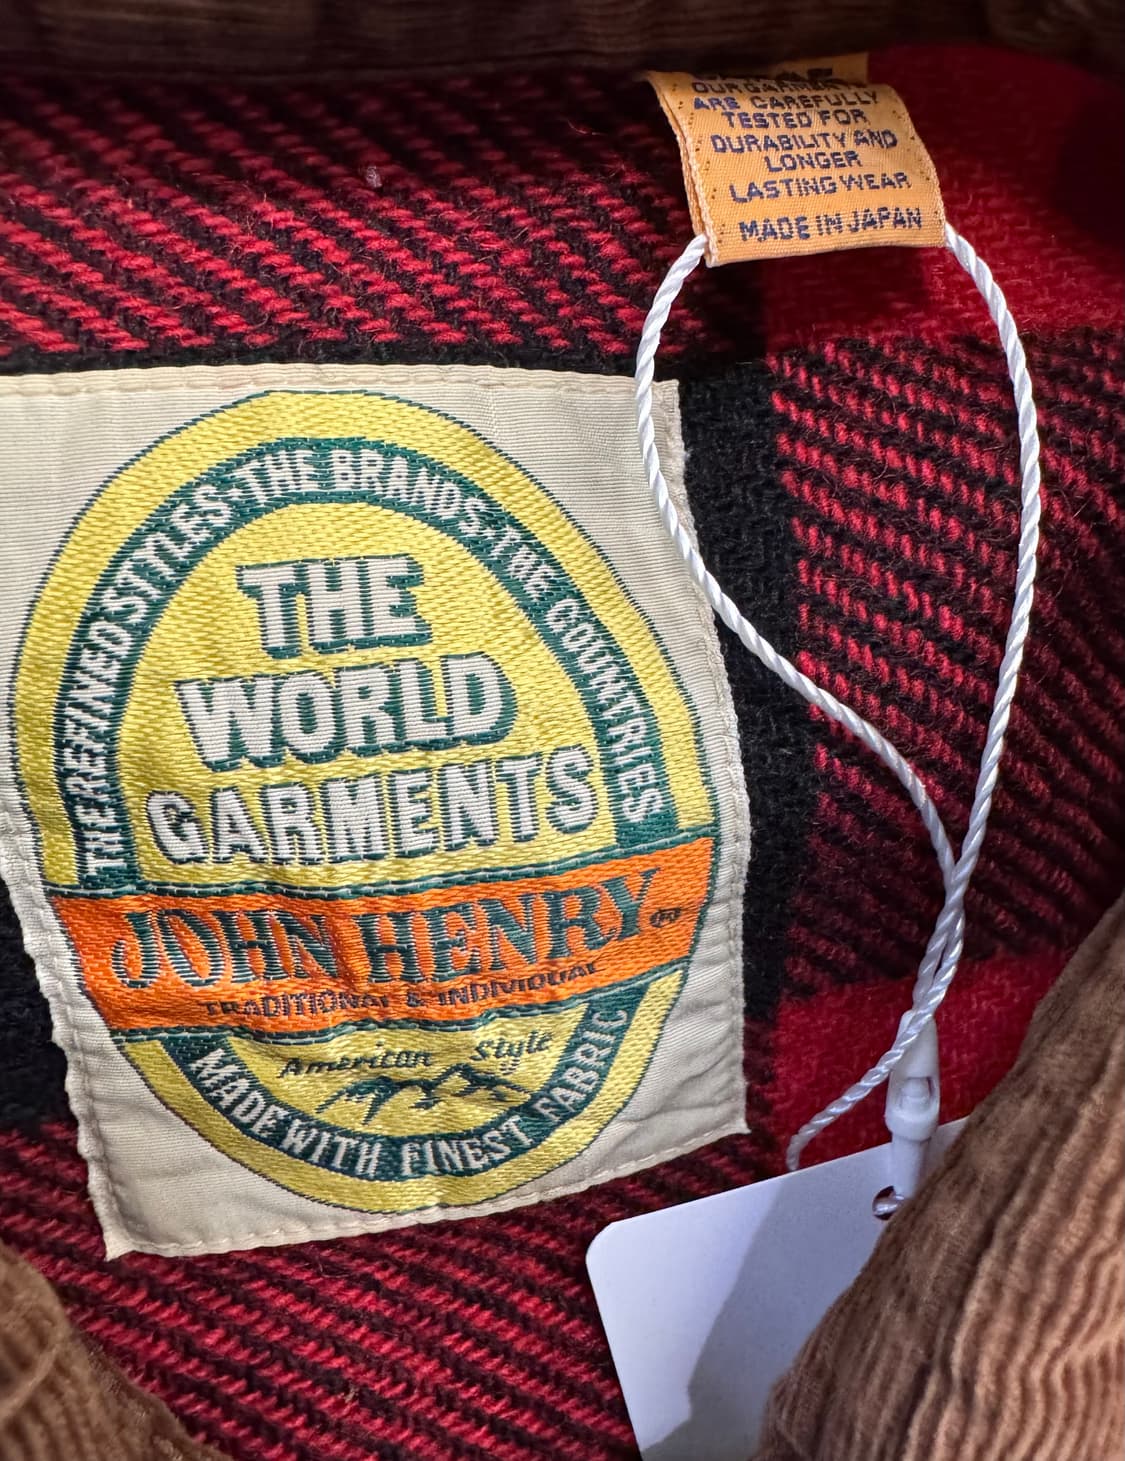 OUR GARMENTS
ARE CAREFULLY
TESTED FOR
DURABILITY AND
LONGER
LASTING WEAR
MADE IN JAPAN
THE REFINED STYLES·THE BRANDS·THE COUNTRIES
THE
WORLD
GARMENTS
JOHN HENRY
TRADITIONAL & INDIVIDUAL
American Style
MADE WITH FINEST FABRIC